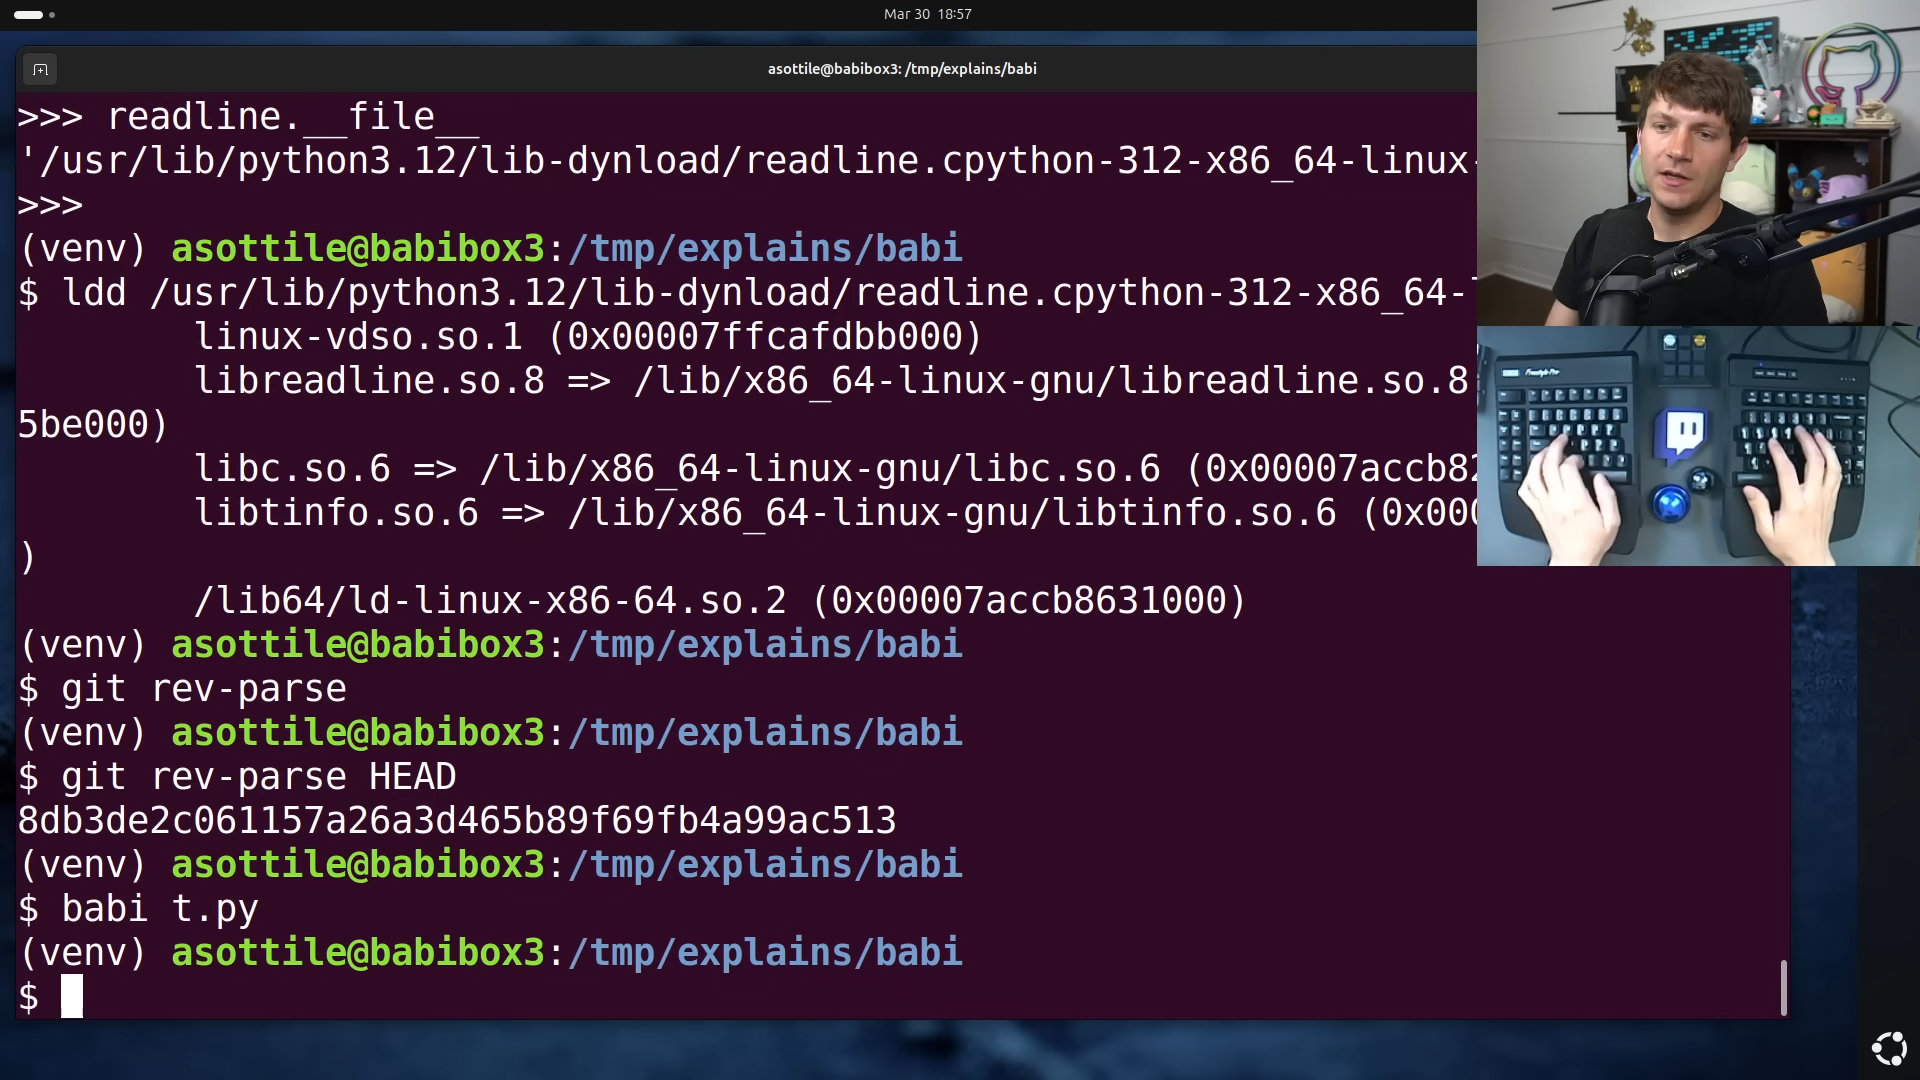 Mar 30 18:57
asottile@babibox3: /tmp/explains/babi
>>> readline.__file__
'/usr/lib/python3.12/lib-dynload/readline.cpython-312-x86_64-linux-
>>>
(venv) asottile@babibox3:/tmp/explains/babi
$ ldd /usr/lib/python3.12/lib-dynload/readline.cpython-312-x86_64-l
linux-vdso.so.1 (0x00007ffcafdbb000)
libreadline.so.8 => /lib/x86_64-linux-gnu/libreadline.so.8
5be000)
libc.so.6 => /lib/x86_64-linux-gnu/libc.so.6 (0x00007accb82
libtinfo.so.6 => /lib/x86_64-linux-gnu/libtinfo.so.6 (0x000
)
/lib64/ld-linux-x86-64.so.2 (0x00007accb8631000)
(venv) asottile@babibox3:/tmp/explains/babi
$ git rev-parse
(venv) asottile@babibox3:/tmp/explains/babi
$ git rev-parse HEAD
8db3de2c061157a26a3d465b89f69fb4a99ac513
(venv) asottile@babibox3:/tmp/explains/babi
$ babi t.py
(venv) asottile@babibox3:/tmp/explains/babi
$
Freestyle Pro